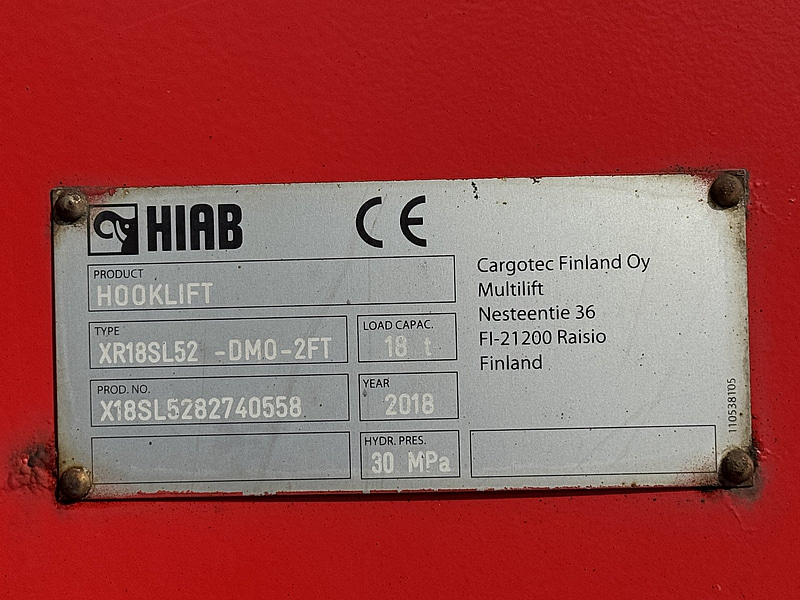 HIAB CE
PRODUCT
HOOKLIFT
TYPE
XR18SL52 -DMO-2FT
LOAD CAPAC.
18 t
PROD. NO.
X18SL5282740558
YEAR
2018
HYDR. PRES.
30 MPa
Cargotec Finland Oy
Multilift
Nesteentie 36
FI-21200 Raisio
Finland
110538105